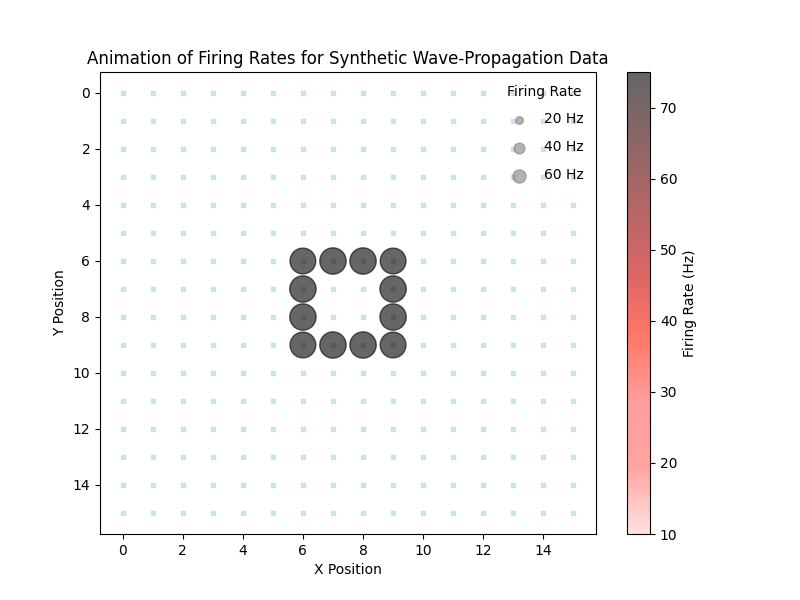 Animation of Firing Rates for Synthetic Wave-Propagation Data
Firing Rate
20 Hz
40 Hz
60 Hz
0
2
4
6
8
10
12
14
Y Position
0 2 4 6 8 10 12 14
X Position
70
60
50
40
30
20
10
Firing Rate (Hz)